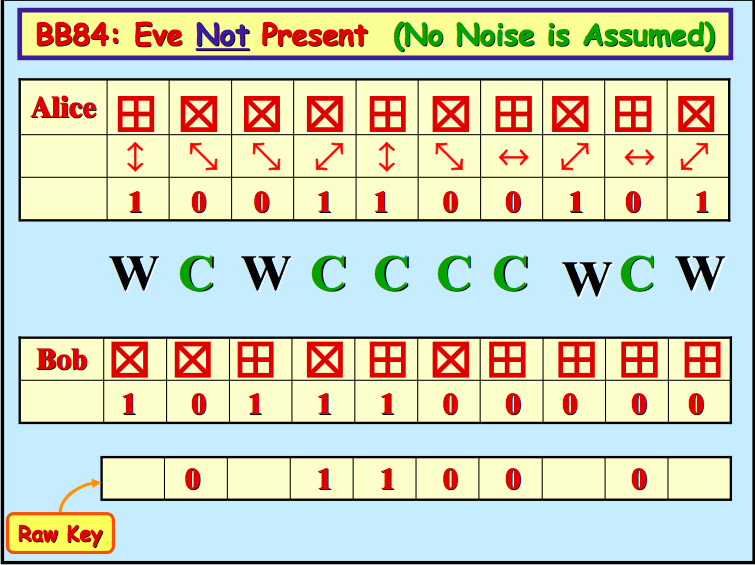 BB84: Eve Not Present (No Noise is Assumed)
Alice
1 0 0 1 1 0 0 1 0 1
W C W C C C C W C W
Bob
1 0 1 1 1 0 0 0 0 0
0 1 1 0 0 0
Raw Key